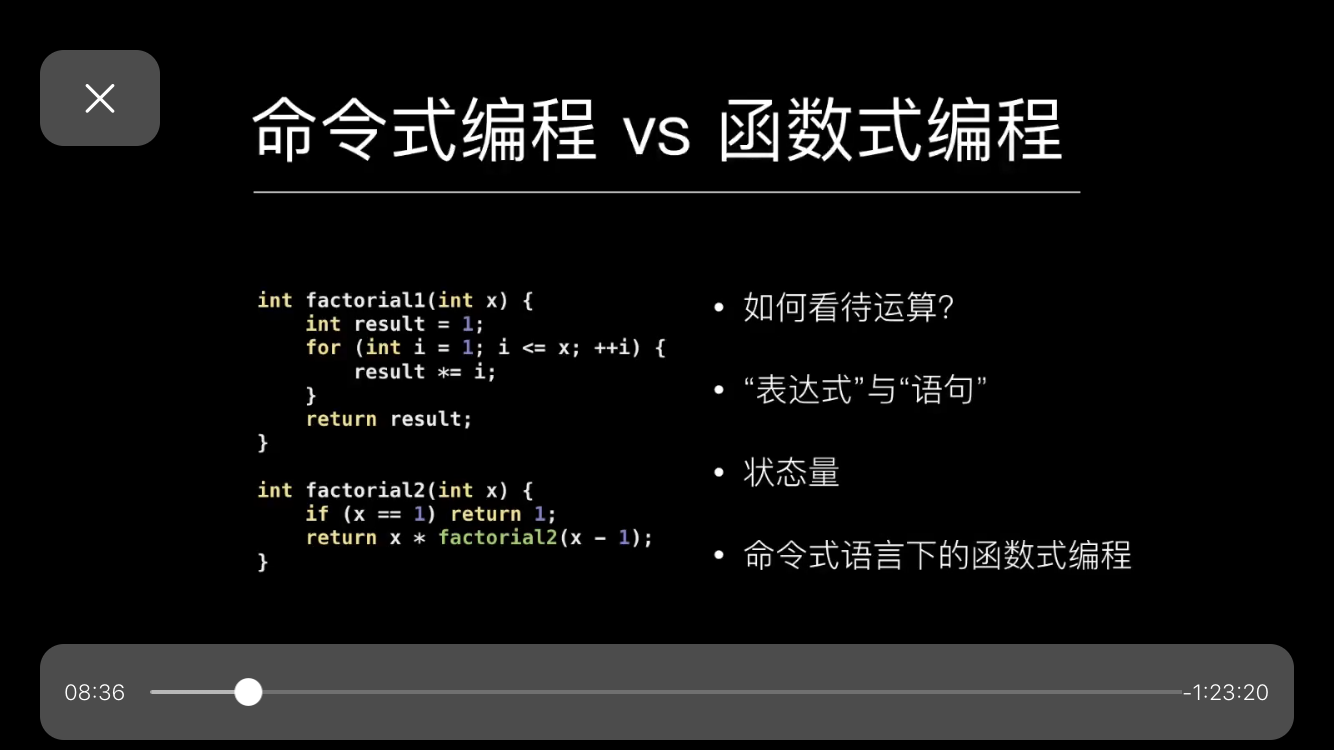 命令式编程 vs 函数式编程
int factorial1(int x) {
    int result = 1;
    for (int i = 1; i <= x; ++i) {
        result *= i;
    }
    return result;
}
int factorial2(int x) {
    if (x == 1) return 1;
    return x * factorial2(x - 1);
}
• 如何看待运算?
• “表达式”与“语句”
• 状态量
• 命令式语言下的函数式编程
08:36
-1:23:20